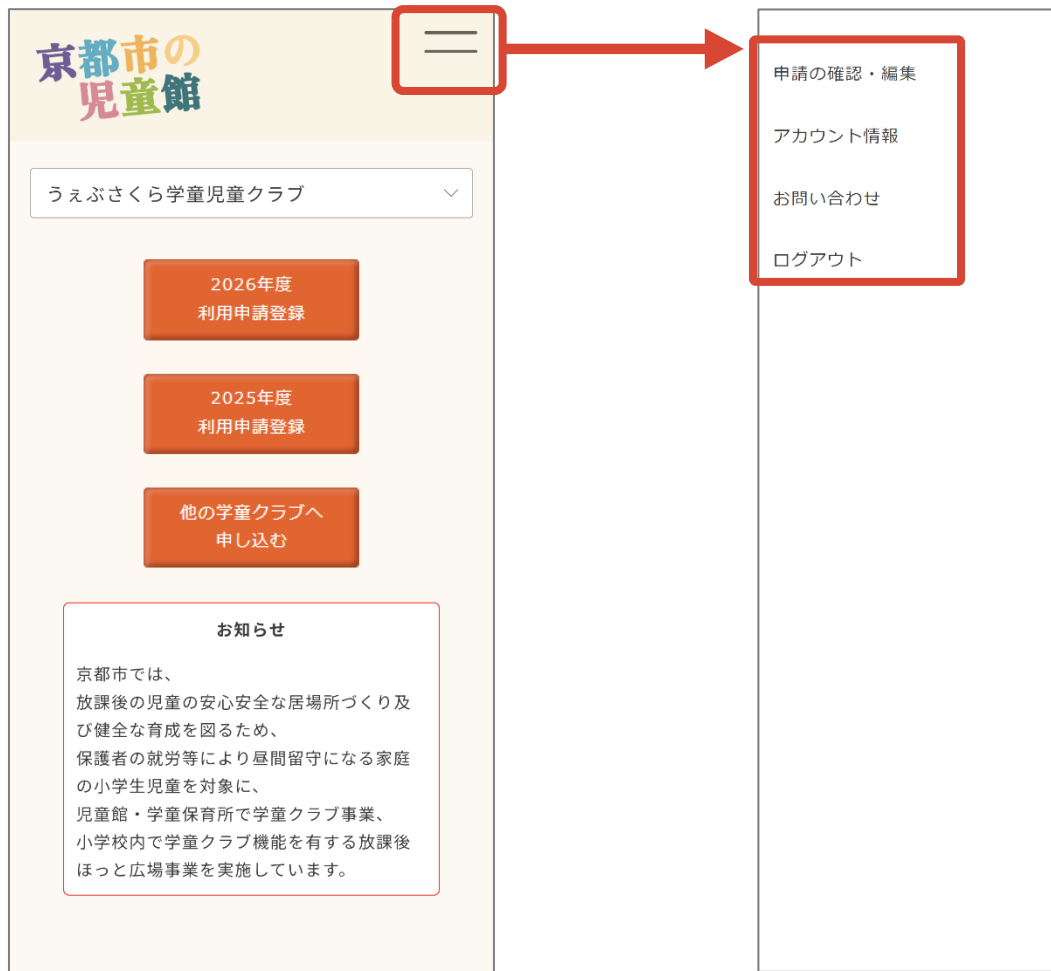 京都市の
児童館
うぇぶさくら学童児童クラブ
2026年度
利用申請登録
2025年度
利用申請登録
他の学童クラブへ
申し込む
お知らせ
京都市では、
放課後の児童の安心安全な居場所づくり及
び健全な育成を図るため、
保護者の就労等により昼間留守になる家庭
の小学生児童を対象に、
児童館・学童保育所で学童クラブ事業、
小学校内で学童クラブ機能を有する放課後
ほっと広場事業を実施しています。
申請の確認・編集
アカウント情報
お問い合わせ
ログアウト